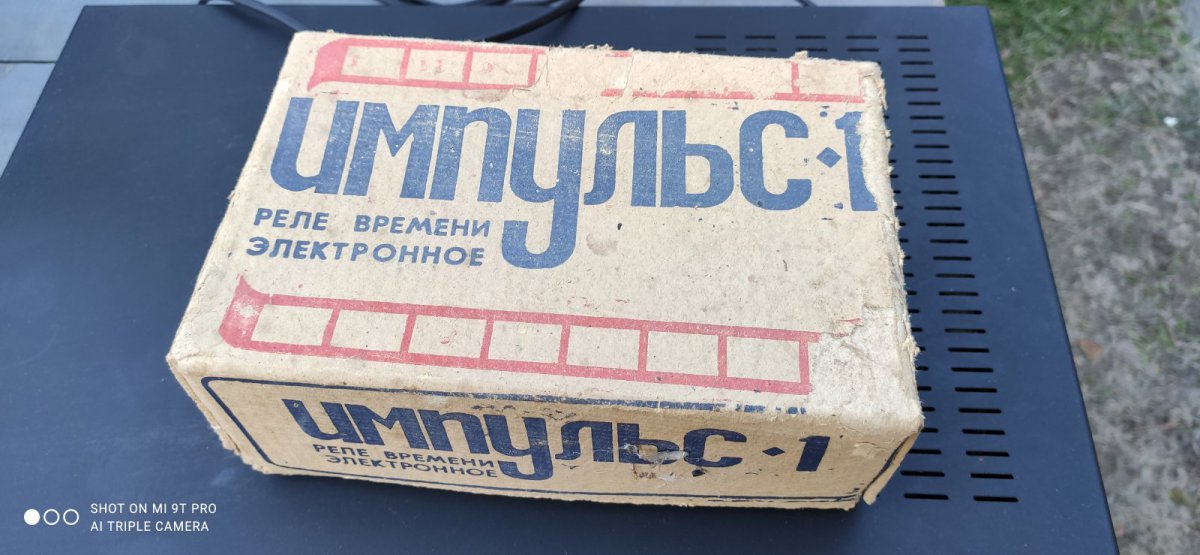 импульс·1
РЕЛЕ ВРЕМЕНИ
ЭЛЕКТРОННОЕ
импульс·1
РЕЛЕ ВРЕМЕНИ
ЭЛЕКТРОННОЕ
SHOT ON MI 9T PRO
AI TRIPLE CAMERA